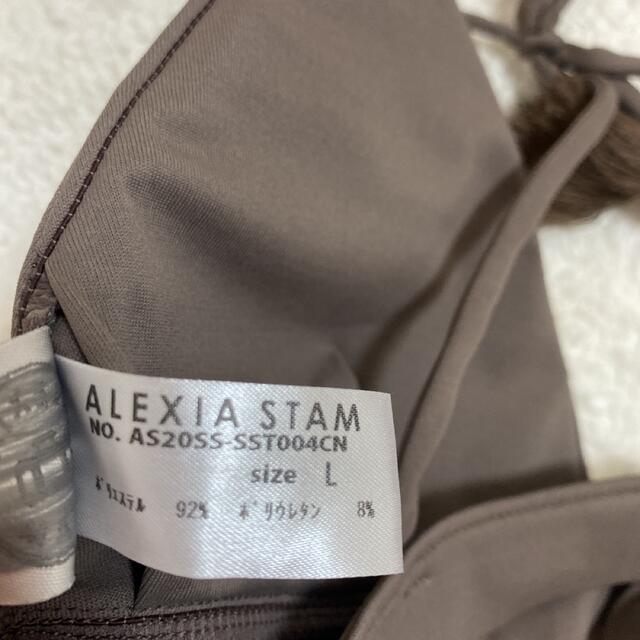 ALEXIA STAM
NO. AS20SS-SST004CN
size L
ポリエステル 92% ポリウレタン 8%